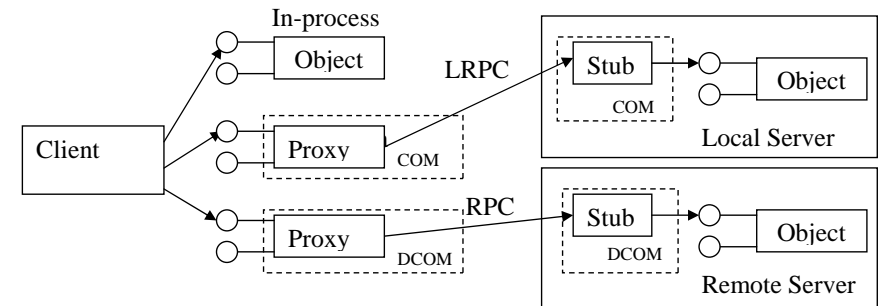 In-process
Object
LRPC
Stub
COM
Object
Local Server
Client
Proxy
COM
RPC
Proxy
DCOM
Stub
DCOM
Object
Remote Server